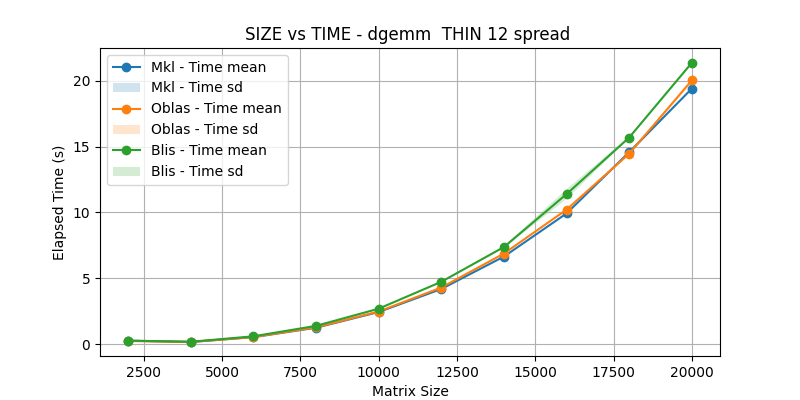 SIZE vs TIME - dgemm  THIN 12 spread
Mkl - Time mean
Mkl - Time sd
Oblas - Time mean
Oblas - Time sd
Blis - Time mean
Blis - Time sd
Elapsed Time (s)
20
15
10
5
0
2500 5000 7500 10000 12500 15000 17500 20000
Matrix Size